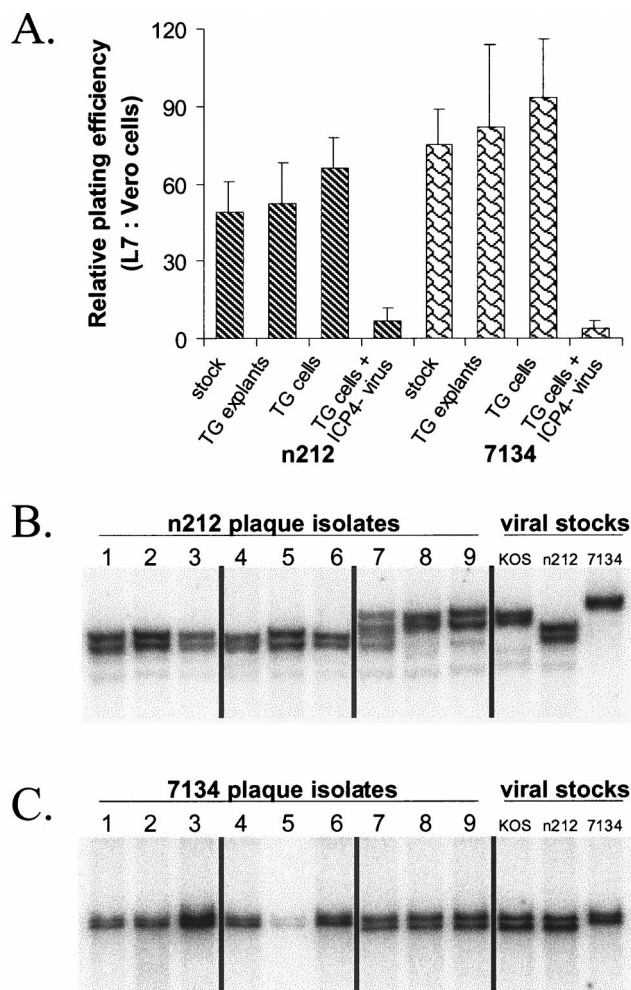 A.
120
90
60
30
0
Relative plating efficiency
(L7 : Vero cells)
stock
TG explants
TG cells
TG cells +
ICP4- virus
stock
TG explants
TG cells
TG cells +
ICP4- virus
n212
7134
B.
n212 plaque isolates
viral stocks
1 2 3 4 5 6 7 8 9 KOS n212 7134
C.
7134 plaque isolates
viral stocks
1 2 3 4 5 6 7 8 9 KOS n212 7134